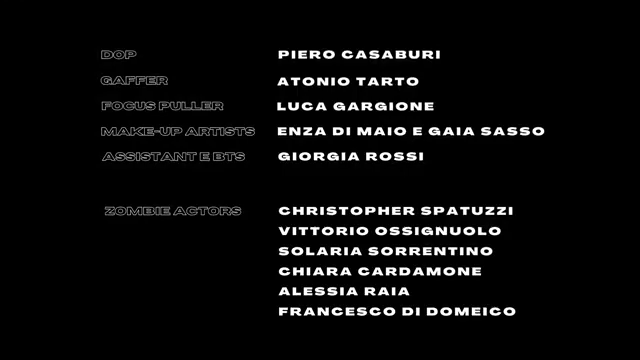 DOP PIERO CASABURI
GAFFER ATONIO TARTO
FOCUS PULLER LUCA GARGIONE
MAKE-UP ARTISTS ENZA DI MAIO E GAIA SASSO
ASSISTANT E BTS GIORGIA ROSSI
ZOMBIE ACTORS CHRISTOPHER SPATUZZI
VITTORIO OSSIGNUOLO
SOLARIA SORRENTINO
CHIARA CARDAMONE
ALESSIA RAIA
FRANCESCO DI DOMEICO